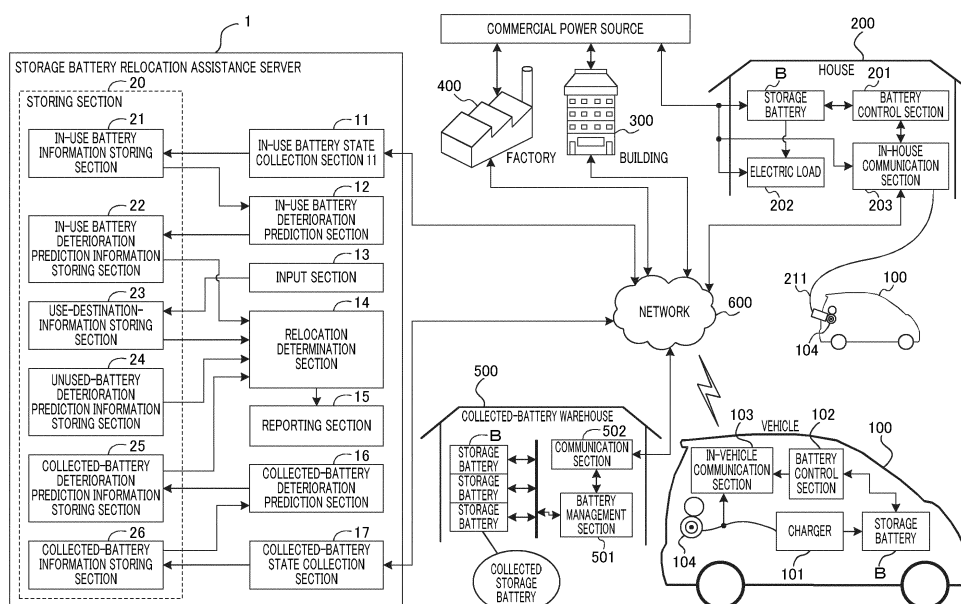 1
STORAGE BATTERY RELOCATION ASSISTANCE SERVER
20
STORING SECTION
21
IN-USE BATTERY
INFORMATION STORING
SECTION
22
IN-USE BATTERY
DETERIORATION
PREDICTION INFORMATION
STORING SECTION
23
USE-DESTINATION-
INFORMATION STORING
SECTION
24
UNUSED-BATTERY
DETERIORATION
PREDICTION INFORMATION
STORING SECTION
25
COLLECTED-BATTERY
DETERIORATION
PREDICTION INFORMATION
STORING SECTION
26
COLLECTED-BATTERY
INFORMATION STORING
SECTION
11
IN-USE BATTERY STATE
COLLECTION SECTION 11
12
IN-USE BATTERY
DETERIORATION
PREDICTION SECTION
13
INPUT SECTION
14
RELOCATION
DETERMINATION
SECTION
15
REPORTING SECTION
16
COLLECTED-BATTERY
DETERIORATION
PREDICTION SECTION
17
COLLECTED-BATTERY
STATE COLLECTION
SECTION
COMMERCIAL POWER SOURCE
400
FACTORY
300
BUILDING
200
HOUSE
B
STORAGE
BATTERY
201
BATTERY
CONTROL SECTION
ELECTRIC LOAD
202
IN-HOUSE
COMMUNICATION
SECTION
203
211
100
104
NETWORK
600
500
COLLECTED-BATTERY WAREHOUSE
B
STORAGE
BATTERY
STORAGE
BATTERY
STORAGE
BATTERY
502
COMMUNICATION
SECTION
BATTERY
MANAGEMENT
SECTION
501
COLLECTED
STORAGE
BATTERY
VEHICLE
100
103
IN-VEHICLE
COMMUNICATION
SECTION
102
BATTERY
CONTROL
SECTION
104
CHARGER
101
STORAGE
BATTERY
B